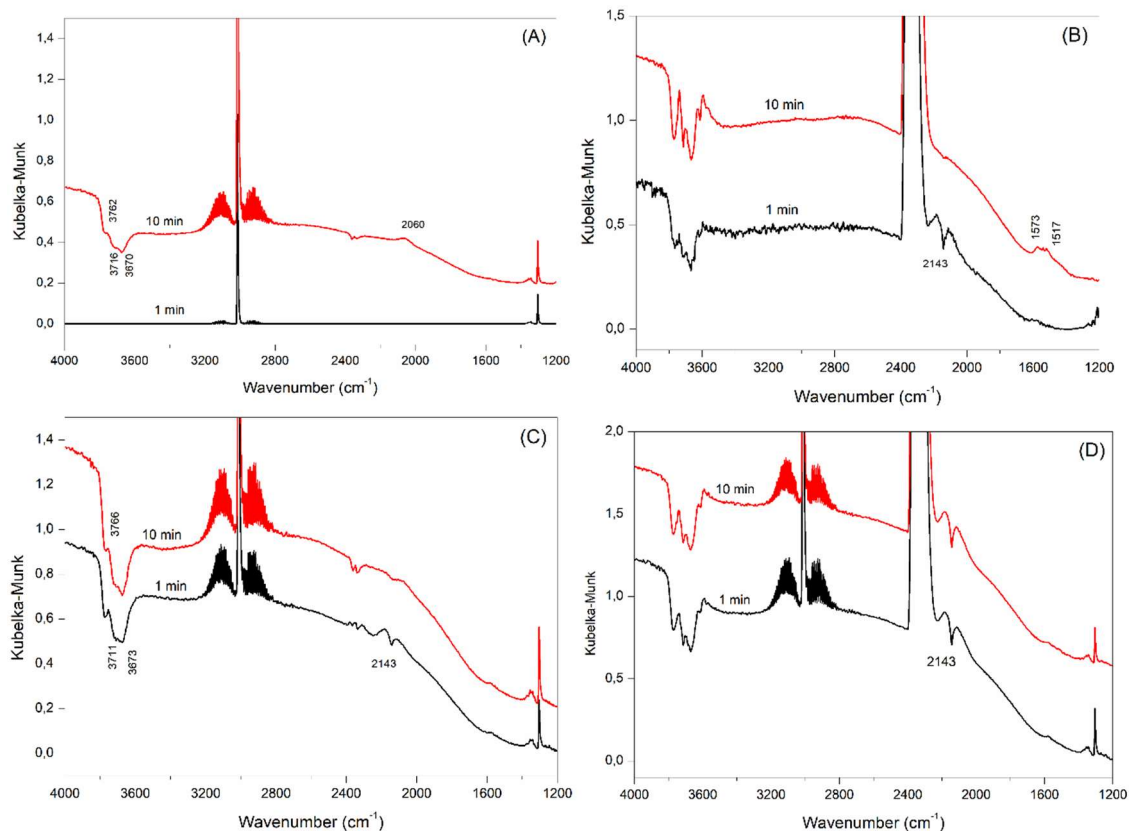 (A)
Kubelka-Munk
1,4
1,2
1,0
0,8
0,6
0,4
0,2
0,0
3762
10 min
3716
3670
2060
1 min
4000 3600 3200 2800 2400 2000 1600 1200
Wavenumber (cm-1)
(B)
Kubelka-Munk
1,5
1,0
0,5
0,0
10 min
1 min
2143
1573
1517
4000 3600 3200 2800 2400 2000 1600 1200
Wavenumber (cm-1)
(C)
Kubelka-Munk
1,4
1,2
1,0
0,8
0,6
0,4
0,2
0,0
3766
10 min
1 min
3711
3673
2143
4000 3600 3200 2800 2400 2000 1600 1200
Wavenumber (cm-1)
(D)
Kubelka-Munk
2,0
1,5
1,0
0,5
0,0
10 min
1 min
2143
4000 3600 3200 2800 2400 2000 1600 1200
Wavenumber (cm-1)